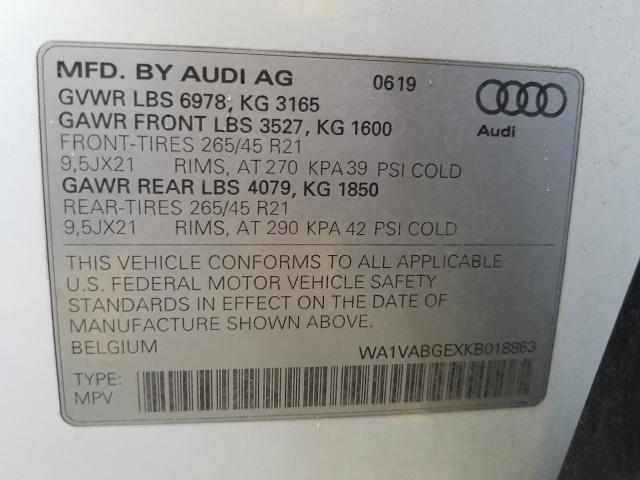 MFD. BY AUDI AG 0619
GVWR LBS 6978, KG 3165
GAWR FRONT LBS 3527, KG 1600
Audi
FRONT-TIRES 265/45 R21
9,5JX21 RIMS, AT 270 KPA 39 PSI COLD
GAWR REAR LBS 4079, KG 1850
REAR-TIRES 265/45 R21
9,5JX21 RIMS, AT 290 KPA 42 PSI COLD
THIS VEHICLE CONFORMS TO ALL APPLICABLE
U.S. FEDERAL MOTOR VEHICLE SAFETY
STANDARDS IN EFFECT ON THE DATE OF
MANUFACTURE SHOWN ABOVE.
BELGIUM WA1VABGEXKB018863
TYPE:
MPV